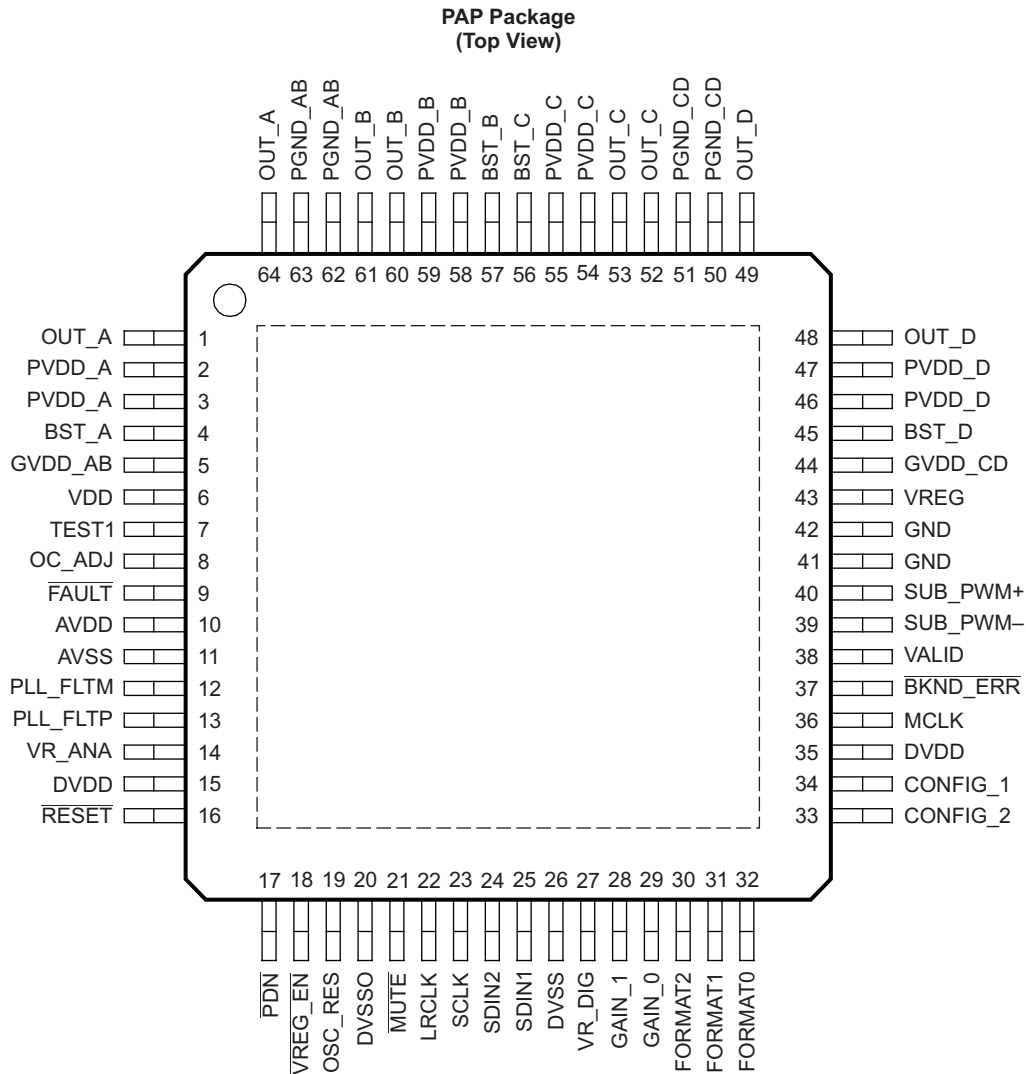 PAP Package
(Top View)
OUT_A
PGND_AB
PGND_AB
OUT_B
OUT_B
PVDD_B
PVDD_B
BST_B
BST_C
PVDD_C
PVDD_C
OUT_C
OUT_C
PGND_CD
PGND_CD
OUT_D
64 63 62 61 60 59 58 57 56 55 54 53 52 51 50 49
OUT_A 1 48 OUT_D
PVDD_A 2 47 PVDD_D
PVDD_A 3 46 PVDD_D
BST_A 4 45 BST_D
GVDD_AB 5 44 GVDD_CD
VDD 6 43 VREG
TEST1 7 42 GND
OC_ADJ 8 41 GND
FAULT 9 40 SUB_PWM+
AVDD 10 39 SUB_PWM–
AVSS 11 38 VALID
PLL_FLTM 12 37 BKND_ERR
PLL_FLTP 13 36 MCLK
VR_ANA 14 35 DVDD
DVDD 15 34 CONFIG_1
RESET 16 33 CONFIG_2
17 18 19 20 21 22 23 24 25 26 27 28 29 30 31 32
PDN
VREG_EN
OSC_RES
DVSSO
MUTE
LRCLK
SCLK
SDIN2
SDIN1
DVSS
VR_DIG
GAIN_1
GAIN_0
FORMAT2
FORMAT1
FORMAT0